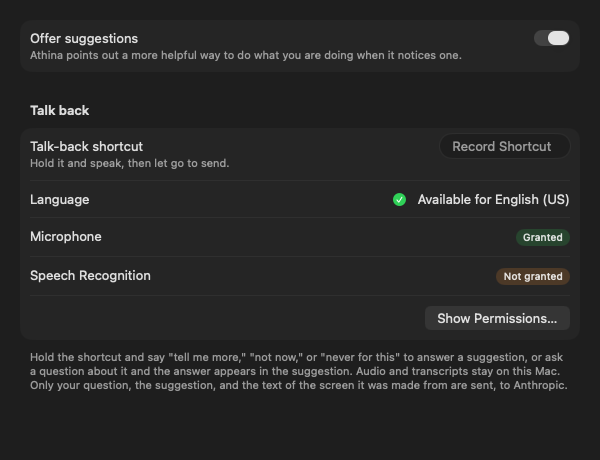 Offer suggestions
Athina points out a more helpful way to do what you are doing when it notices one.
Talk back
Talk-back shortcut
Record Shortcut
Hold it and speak, then let go to send.
Language
Available for English (US)
Microphone
Granted
Speech Recognition
Not granted
Show Permissions...
Hold the shortcut and say "tell me more," "not now," or "never for this" to answer a suggestion, or ask
a question about it and the answer appears in the suggestion. Audio and transcripts stay on this Mac.
Only your question, the suggestion, and the text of the screen it was made from are sent, to Anthropic.